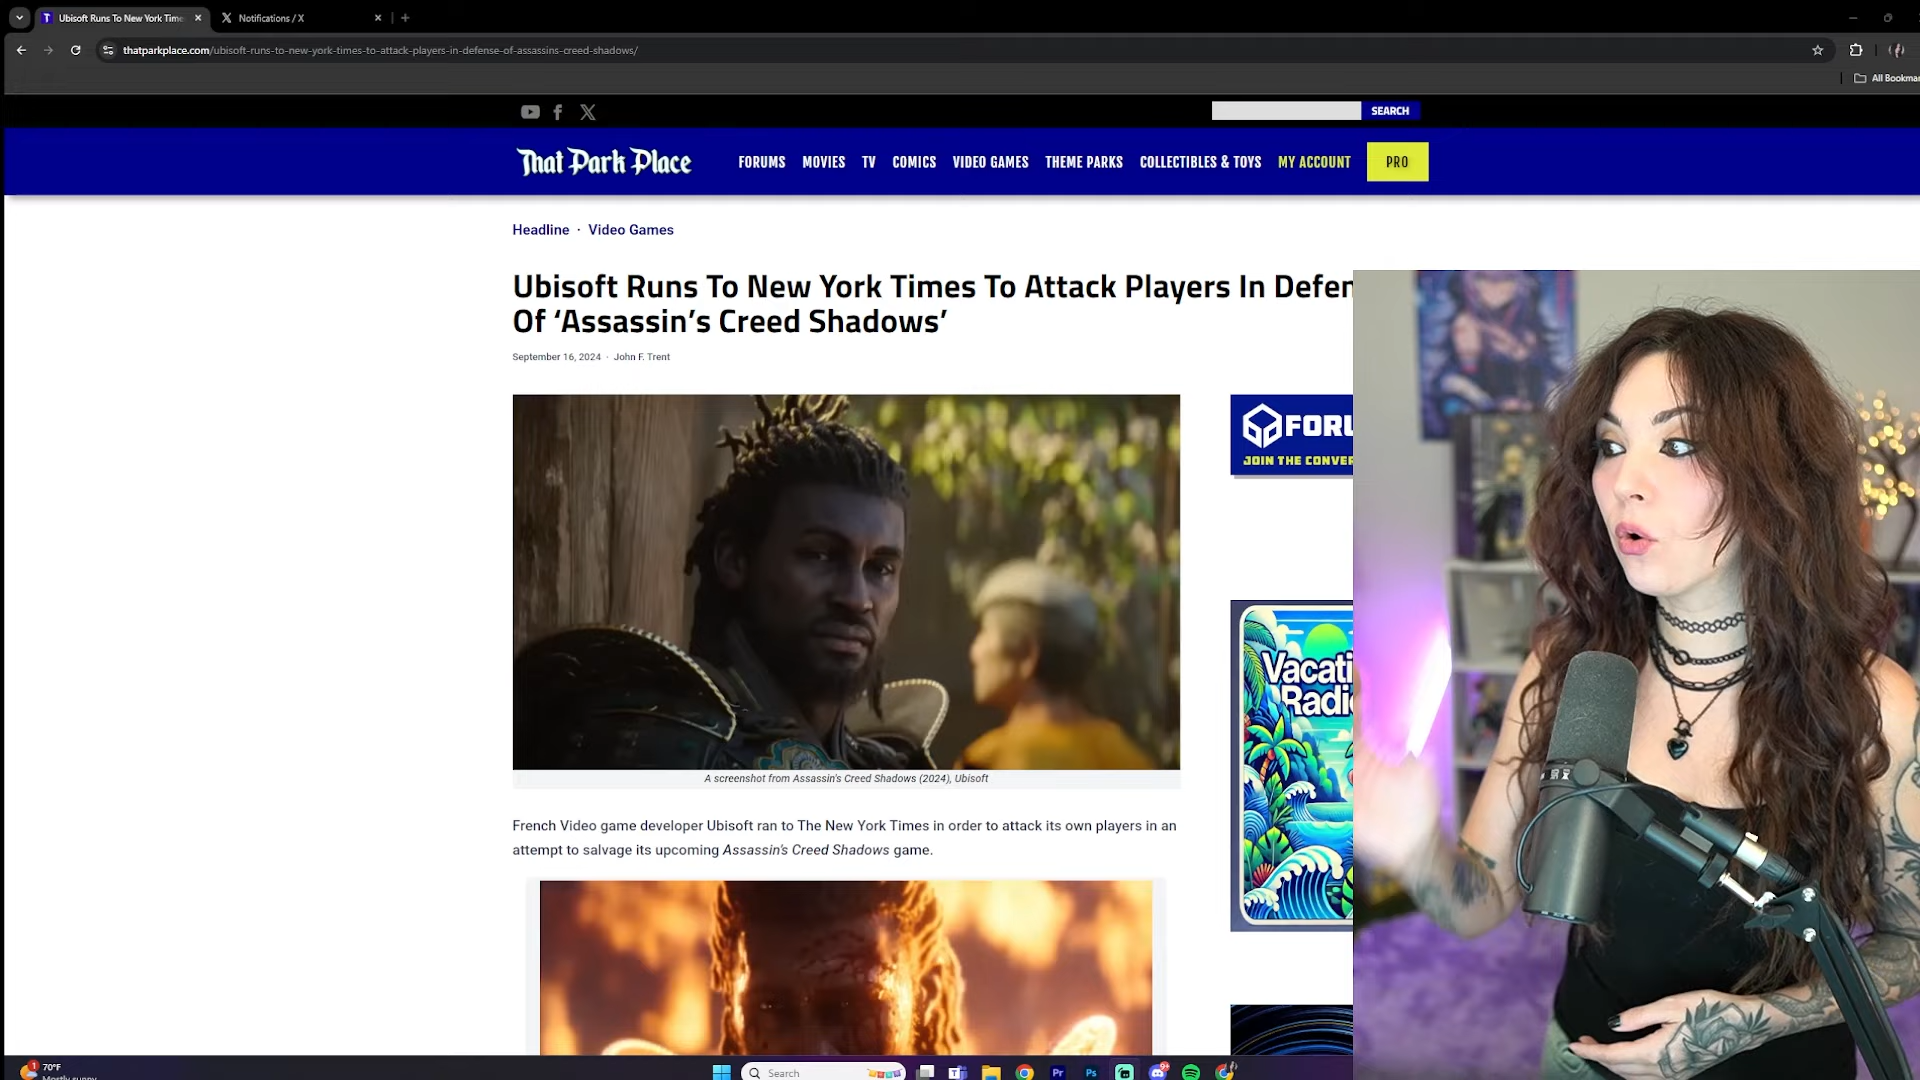 Ubisoft Runs To New York Time
Notifications / X
thatparkplace.com/ubisoft-runs-to-new-york-times-to-attack-players-in-defense-of-assassins-creed-shadows/
All Bookmar
SEARCH
That Park Place
FORUMS MOVIES TV COMICS VIDEO GAMES THEME PARKS COLLECTIBLES & TOYS MY ACCOUNT PRO
Headline · Video Games
Ubisoft Runs To New York Times To Attack Players In Defen
Of ‘Assassin’s Creed Shadows’
September 16, 2024 · John F. Trent
FORU
JOIN THE CONVER
Vacati
Radi
A screenshot from Assassin's Creed Shadows (2024), Ubisoft
French Video game developer Ubisoft ran to The New York Times in order to attack its own players in an
attempt to salvage its upcoming Assassin's Creed Shadows game.
1
70°F
Mostly sunny
Search